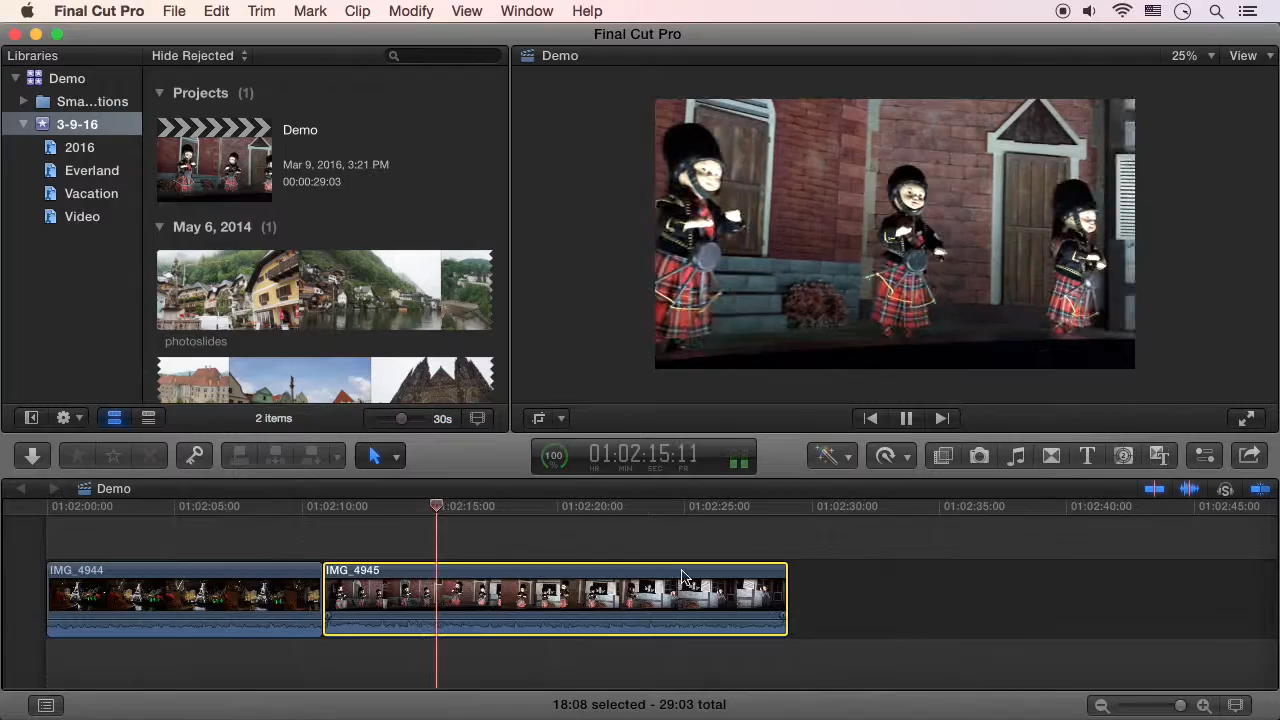 Final Cut Pro File Edit Trim Mark Clip Modify View Window Help
Final Cut Pro
Libraries
Hide Rejected
Demo
25%
View
Demo
Sma...tions
3-9-16
2016
Everland
Vacation
Video
Projects (1)
Demo
Mar 9, 2016, 3:21 PM
00:00:29:03
May 6, 2014 (1)
photoslides
2 items
30s
100
%
01:02:15:11
HR MIN SEC FR
Demo
01:02:00:00 01:02:05:00 01:02:10:00 01:02:15:00 01:02:20:00 01:02:25:00 01:02:30:00 01:02:35:00 01:02:40:00 01:02:45:00
IMG_4944
IMG_4945
18:08 selected - 29:03 total